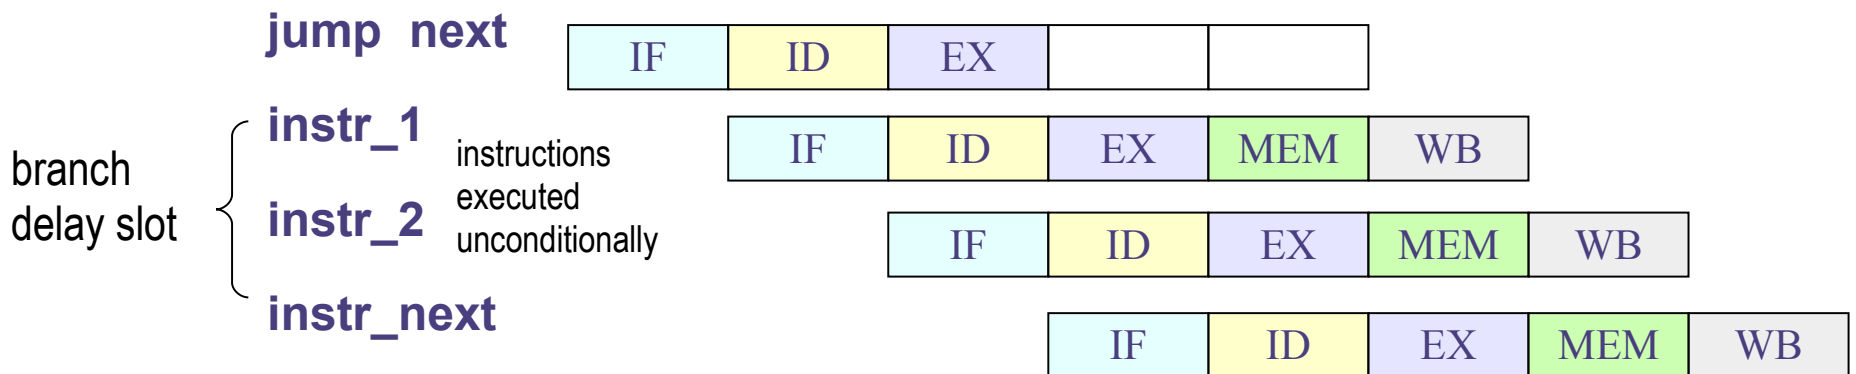 jump next
IF ID EX
instr_1
IF ID EX MEM WB
branch
delay slot
instructions
executed
unconditionally
instr_2
IF ID EX MEM WB
instr_next
IF ID EX MEM WB